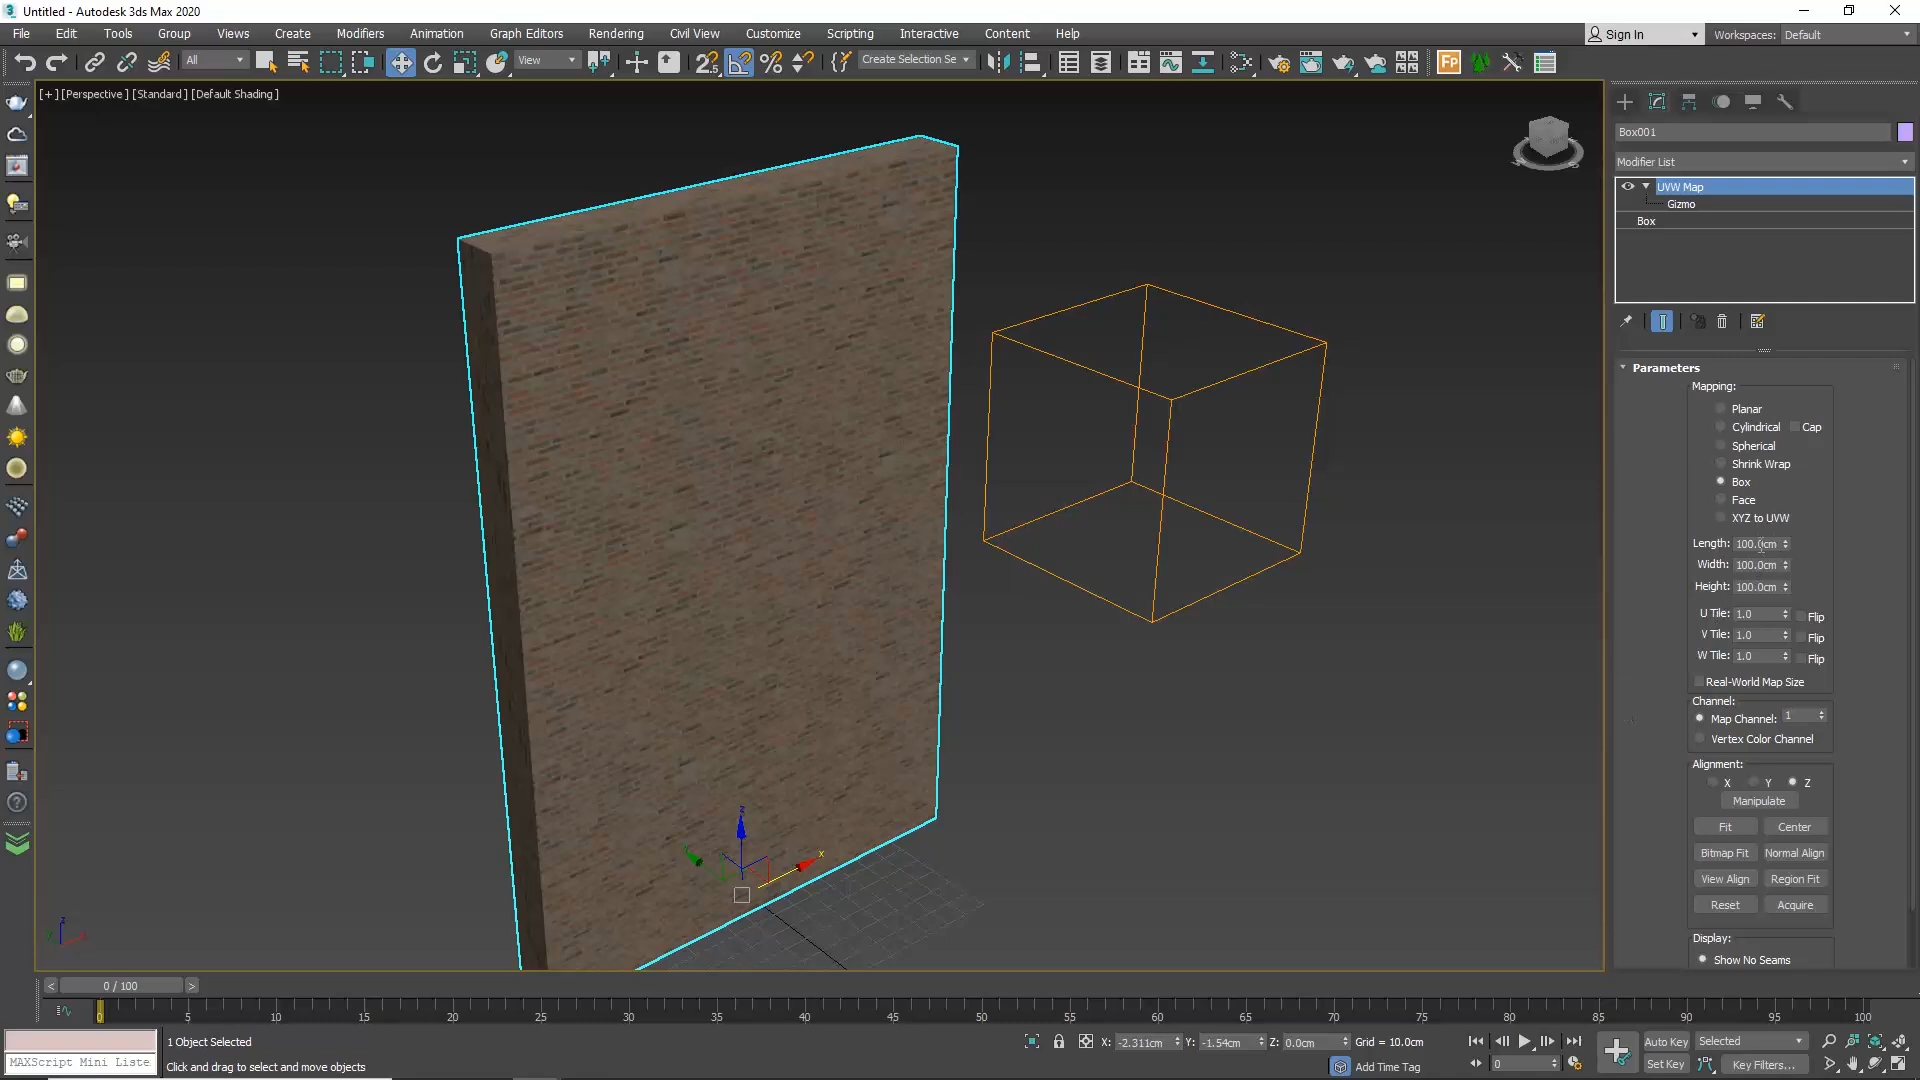 Untitled - Autodesk 3ds Max 2020
File Edit Tools Group Views Create Modifiers Animation Graph Editors Rendering Civil View Customize Scripting Interactive Content Help
Sign In
Workspaces: Default
All
View
Create Selection Se
[+] [Perspective] [Standard] [Default Shading]
Box001
Modifier List
UVW Map
Gizmo
Box
Parameters
Mapping:
Planar
Cylindrical Cap
Spherical
Shrink Wrap
Box
Face
XYZ to UVW
Length: 100.0cm
Width: 100.0cm
Height: 100.0cm
U Tile: 1.0 Flip
V Tile: 1.0 Flip
W Tile: 1.0 Flip
Real-World Map Size
Channel:
Map Channel: 1
Vertex Color Channel
Alignment:
X Y Z
Manipulate
Fit Center
Bitmap Fit Normal Align
View Align Region Fit
Reset Acquire
Display:
Show No Seams
z
x
z
< 0 / 100 >
0 5 10 15 20 25 30 35 40 45 50 55 60 65 70 75 80 85 90 95 100
MAXScript Mini Liste
1 Object Selected
Click and drag to select and move objects
X: -2.311cm Y: -1.54cm Z: 0.0cm Grid = 10.0cm
Add Time Tag
0
Auto Key Selected
Set Key Key Filters...